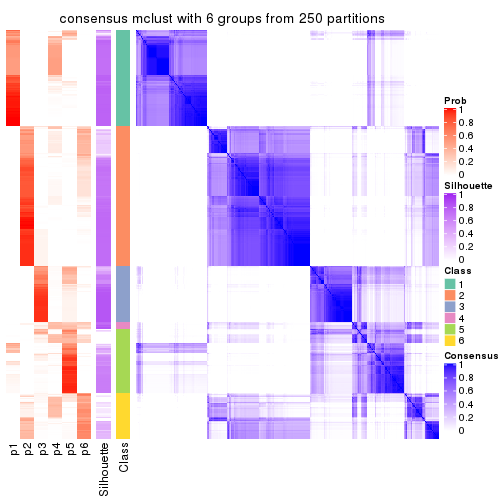 consensus mclust with 6 groups from 250 partitions
Prob
1
0.8
0.6
0.4
0.2
0
Silhouette
1
0.8
0.6
0.4
0.2
0
Class
1
2
3
4
5
6
Consensus
1
0.8
0.6
0.4
0.2
0
p1
p2
p3
p4
p5
p6
Silhouette
Class